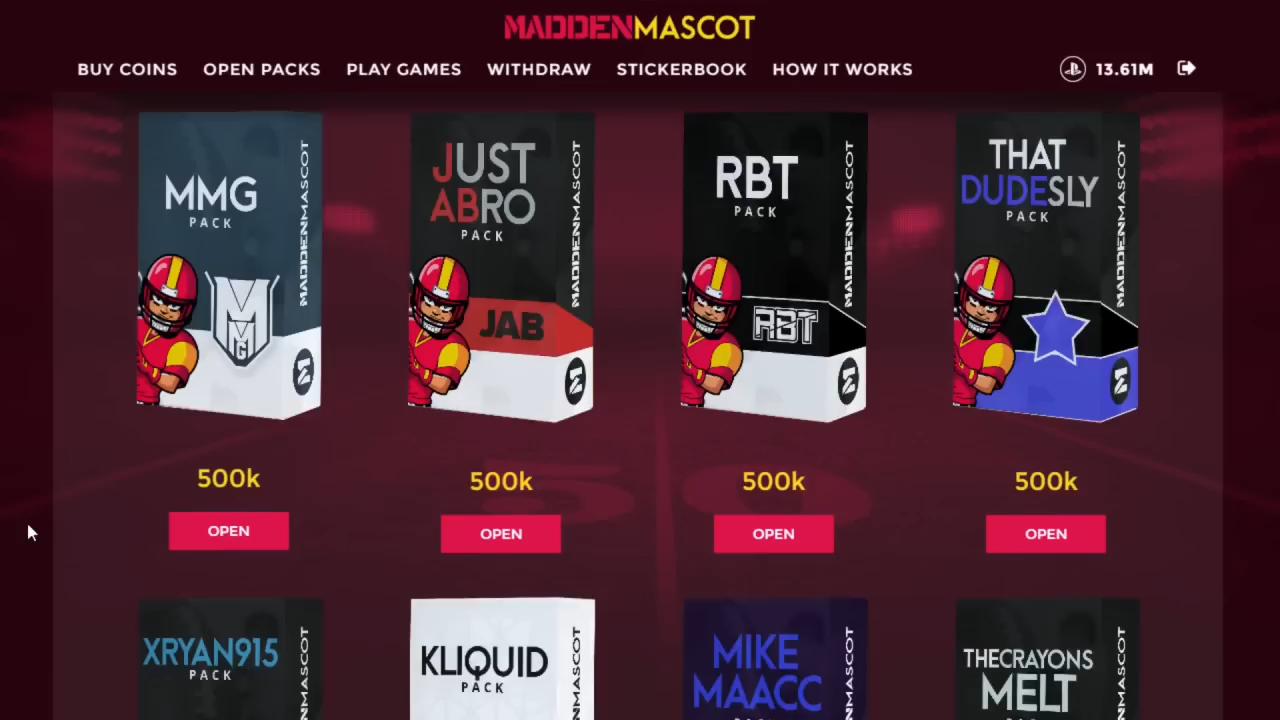 MADDENMASCOT
BUY COINS OPEN PACKS PLAY GAMES WITHDRAW STICKERBOOK HOW IT WORKS 13.61M
MMG
PACK
MADDENMASCOT
MMG
JUST
ABRO
PACK
MADDENMASCOT
JAB
RBT
PACK
MADDENMASCOT
RBT
THAT
DUDESLY
PACK
MADDENMASCOT
500k
500k
500k
500k
OPEN
OPEN
OPEN
OPEN
XRYAN915
PACK
KLIQUID
PACK
MIKE
MAACC
THECRAYONS
MELT